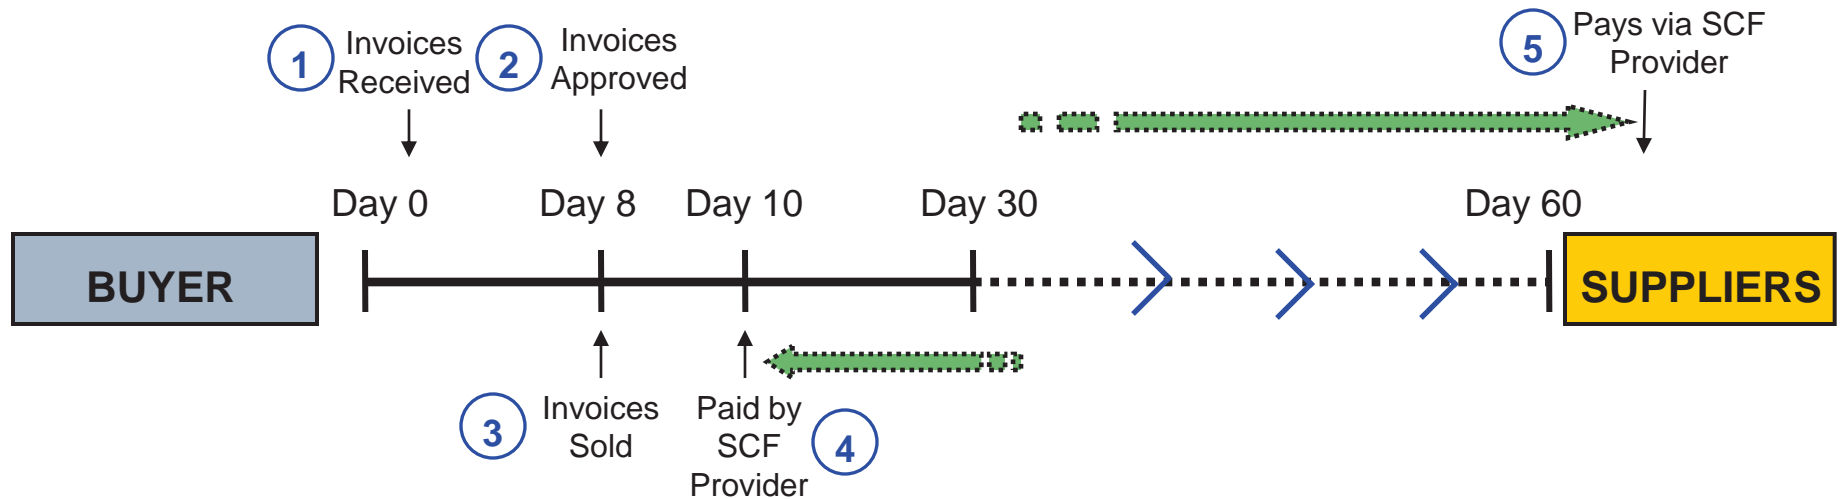 1
Invoices
Received
2
Invoices
Approved
5
Pays via SCF
Provider
Day 0
Day 8
Day 10
Day 30
Day 60
BUYER
SUPPLIERS
3
Invoices
Sold
Paid by
SCF
Provider
4